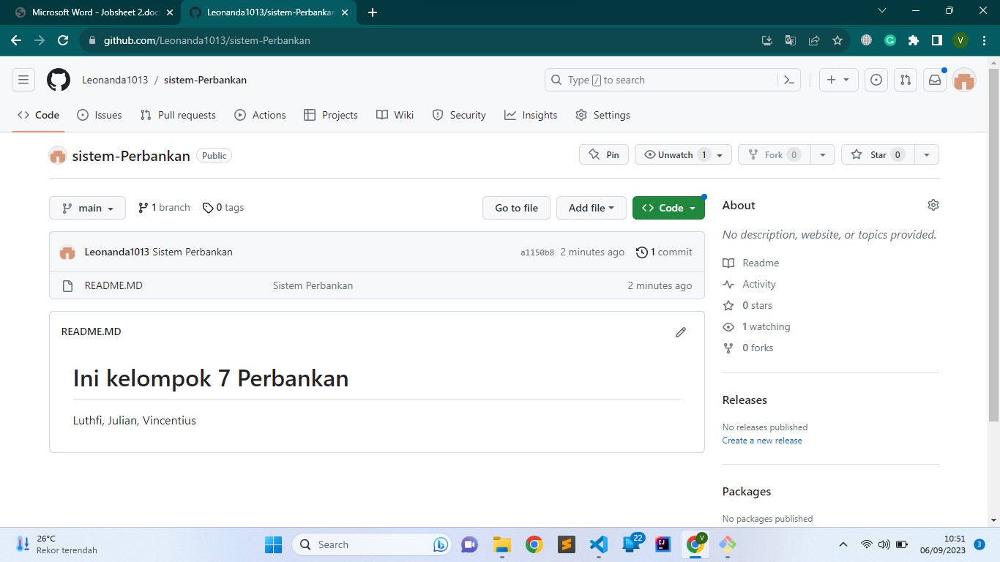 Microsoft Word - Jobsheet 2.doc
Leonanda1013/sistem-Perbankan
github.com/Leonanda1013/sistem-Perbankan
V
Leonanda1013 / sistem-Perbankan
Type / to search
Code Issues Pull requests Actions Projects Wiki Security Insights Settings
sistem-Perbankan Public
Pin Unwatch 1 Fork 0 Star 0
main 1 branch 0 tags
Go to file Add file Code
Leonanda1013 Sistem Perbankan a1150b8 2 minutes ago 1 commit
README.MD Sistem Perbankan 2 minutes ago
README.MD
Ini kelompok 7 Perbankan
Luthfi, Julian, Vincentius
About
No description, website, or topics provided.
Readme
Activity
0 stars
1 watching
0 forks
Releases
No releases published
Create a new release
Packages
No packages published
26°C
Rekor terendah
Search
22
V
10:51
06/09/2023
3